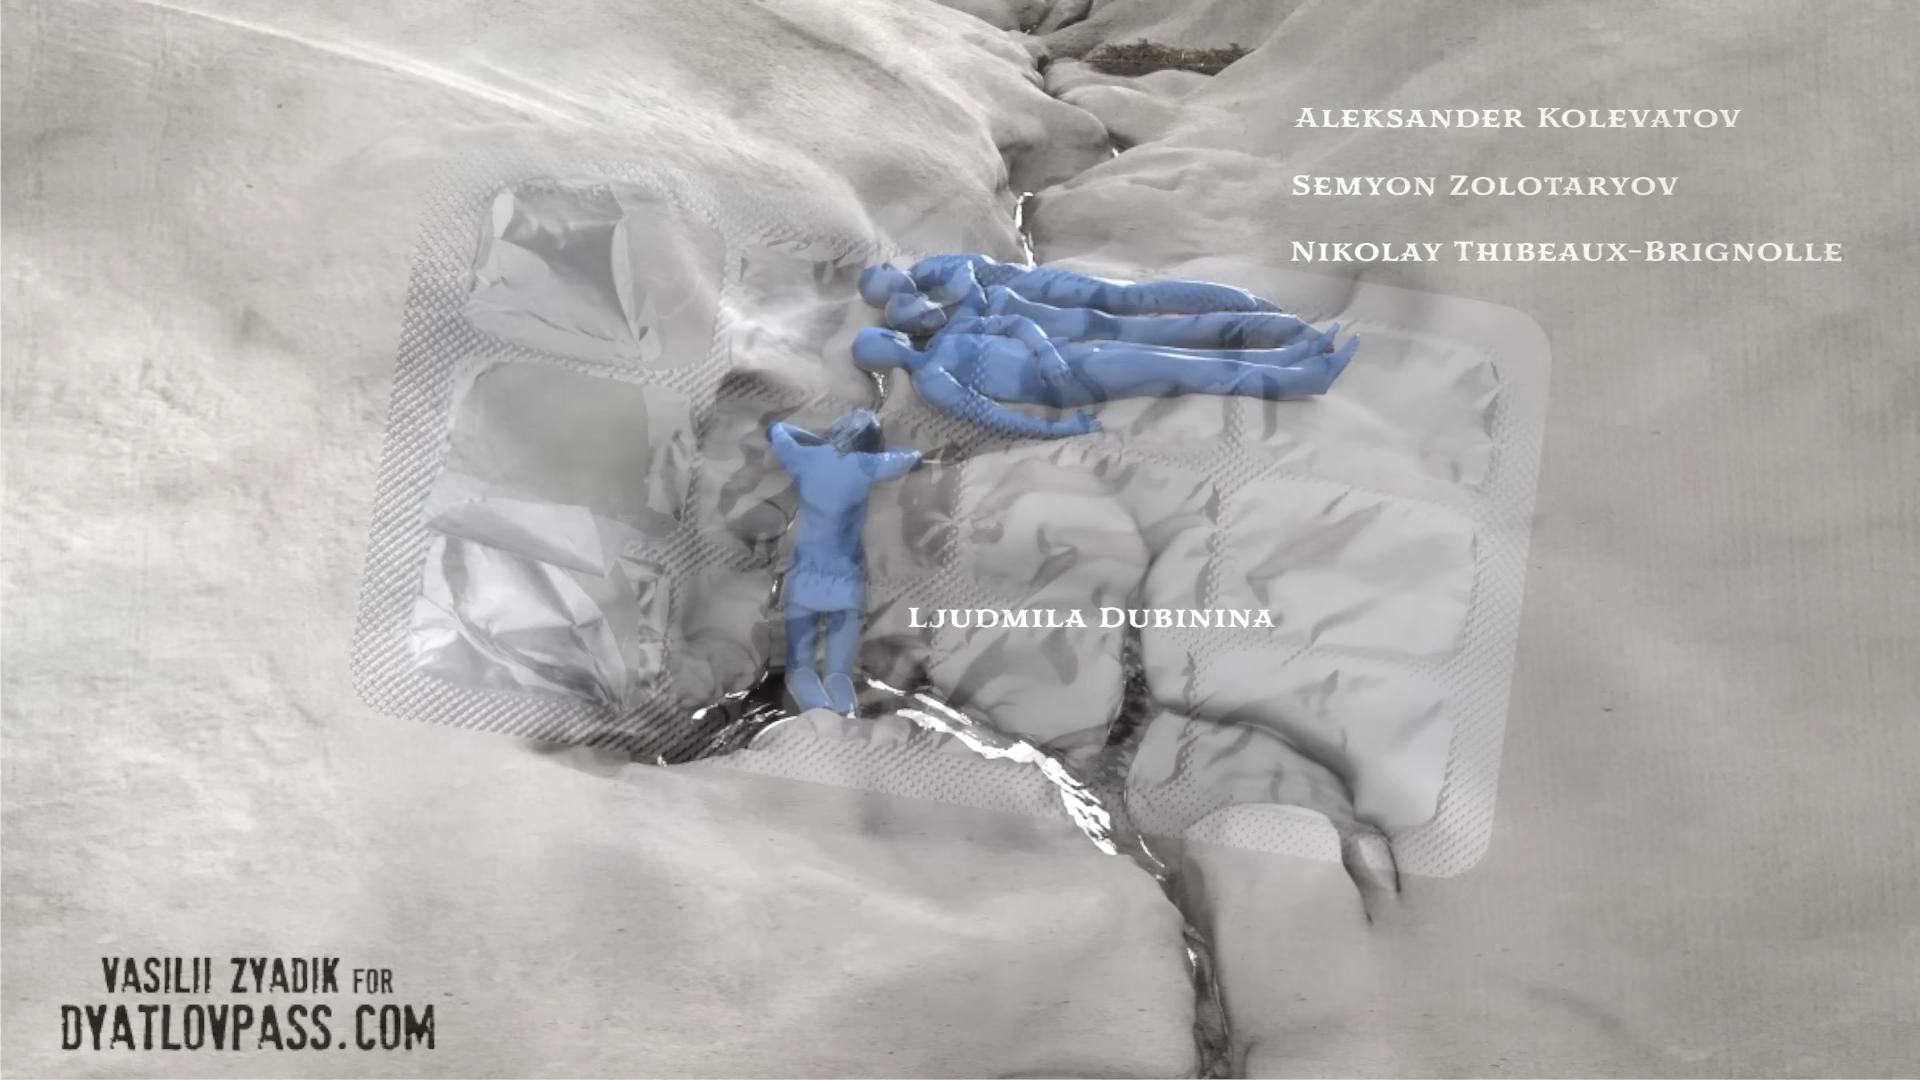 Aleksander Kolevatov
Semyon Zolotaryov
Nikolay Thibeaux-Brignolle
Ljudmila Dubinina
VASILII ZYADIK FOR
DYATLOVPASS.COM